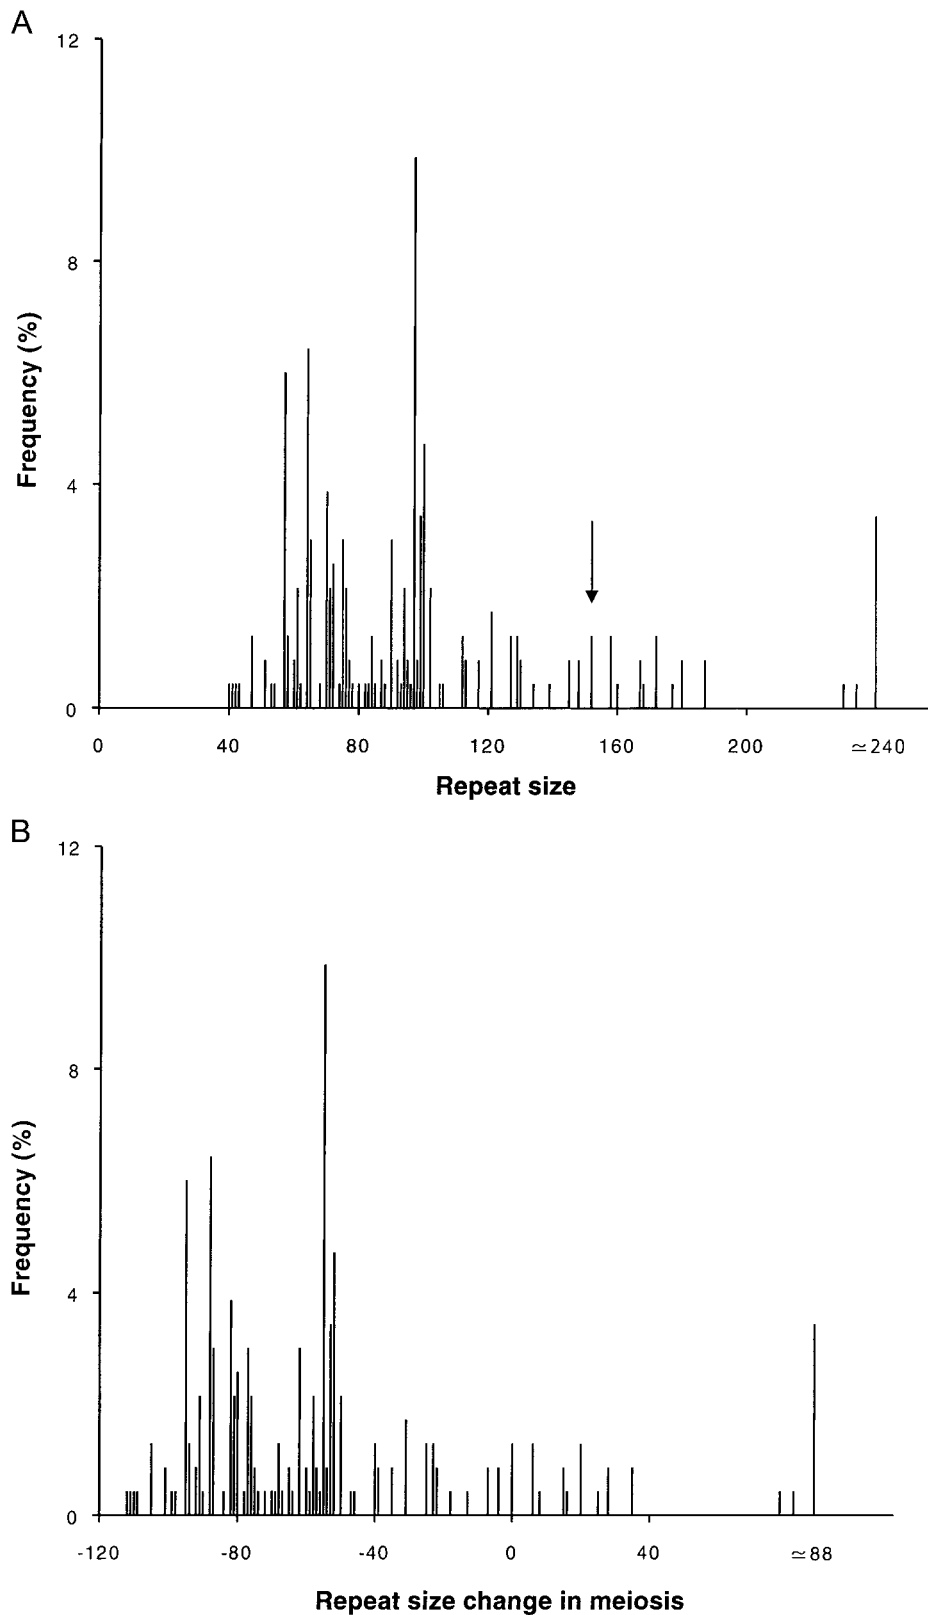 A
12
8
4
0
Frequency (%)
0 40 80 120 160 200 ≃240
Repeat size
B
12
8
4
0
Frequency (%)
-120 -80 -40 0 40 ≃88
Repeat size change in meiosis